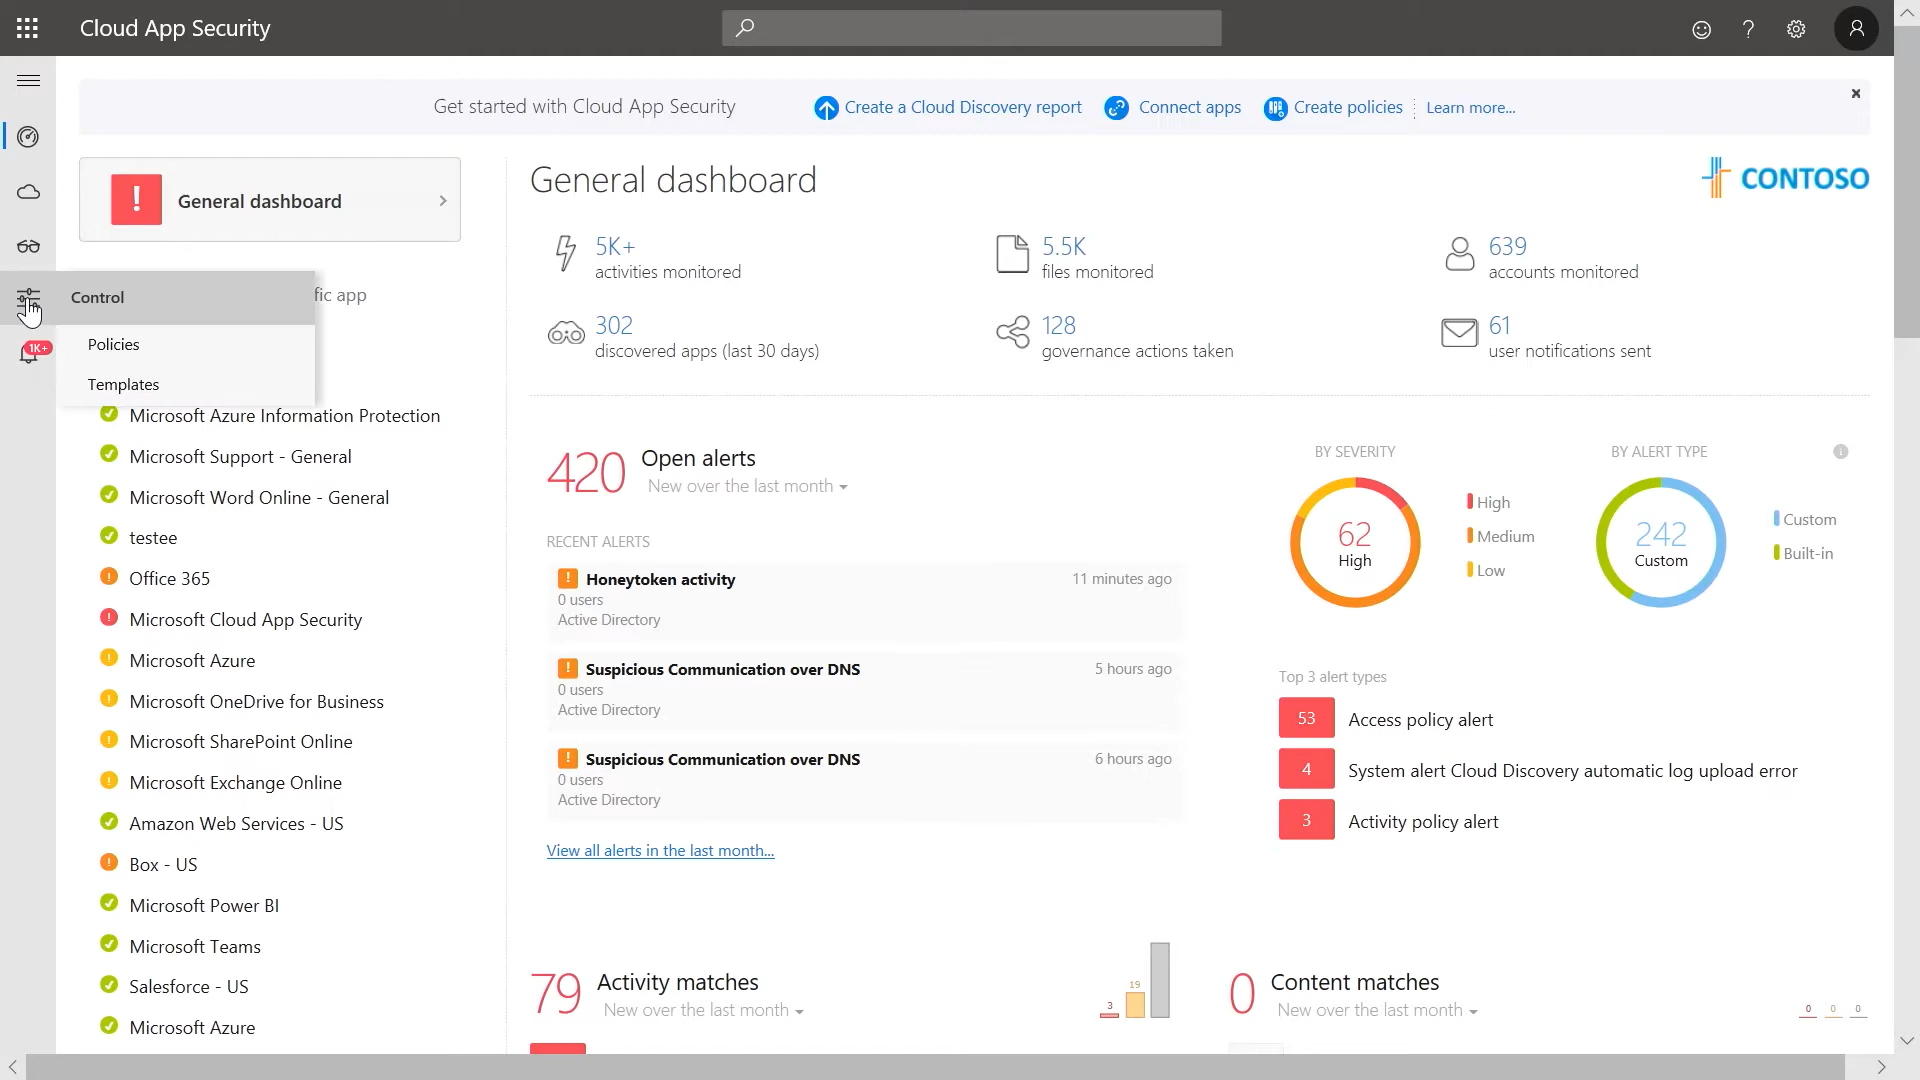 Cloud App Security
Get started with Cloud App Security
Create a Cloud Discovery report
Connect apps
Create policies
Learn more...
General dashboard
Control
fic app
Policies
Templates
1K+
Microsoft Azure Information Protection
Microsoft Support - General
Microsoft Word Online - General
testee
Office 365
Microsoft Cloud App Security
Microsoft Azure
Microsoft OneDrive for Business
Microsoft SharePoint Online
Microsoft Exchange Online
Amazon Web Services - US
Box - US
Microsoft Power BI
Microsoft Teams
Salesforce - US
Microsoft Azure
General dashboard
CONTOSO
5K+
activities monitored
5.5K
files monitored
639
accounts monitored
302
discovered apps (last 30 days)
128
governance actions taken
61
user notifications sent
420
Open alerts
New over the last month
RECENT ALERTS
Honeytoken activity
11 minutes ago
0 users
Active Directory
Suspicious Communication over DNS
5 hours ago
0 users
Active Directory
Suspicious Communication over DNS
6 hours ago
0 users
Active Directory
View all alerts in the last month...
BY SEVERITY
62
High
High
Medium
Low
BY ALERT TYPE
242
Custom
Custom
Built-in
Top 3 alert types
53
Access policy alert
4
System alert Cloud Discovery automatic log upload error
3
Activity policy alert
79
Activity matches
New over the last month
3
19
0
Content matches
New over the last month
0
0
0